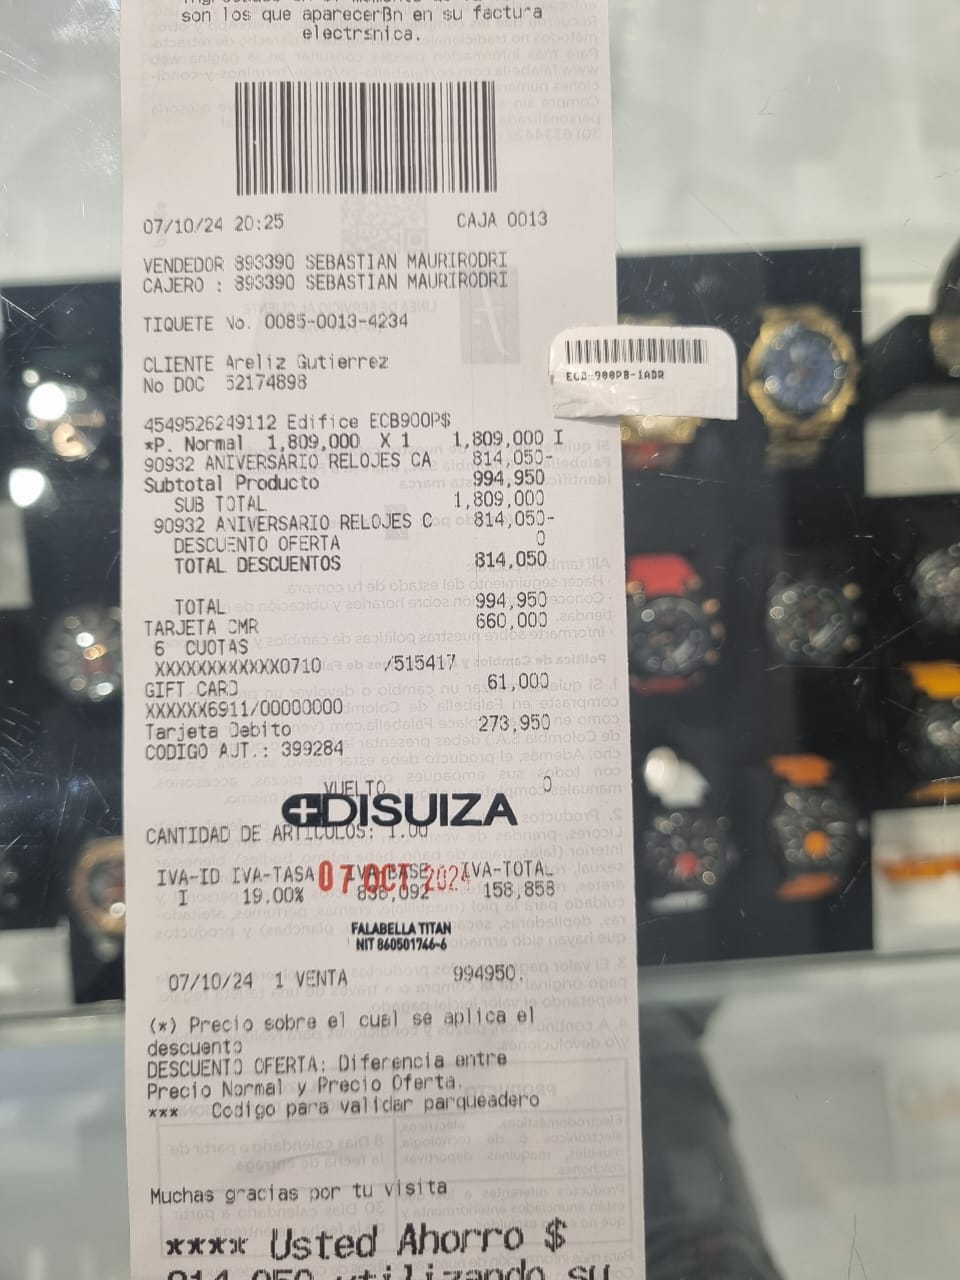 son los que aparecerBn en su factura
electrsnica.
07/10/24 20:25 CAJA 0013
VENDEDOR 893390 SEBASTIAN MAURIRODRI
CAJERO : 893390 SEBASTIAN MAURIRODRI
TIQUETE No. 0085-0013-4234
CLIENTE Areliz Gutierrez
No DOC 52174898
ECB-900PB-1ADR
4549526249112 Edifice ECB900P$
*P. Normal 1,809,000 X 1 1,809,000 I
90932 ANIVERSARIO RELOJES CA 814,050-
Subtotal Producto 994,950
SUB TOTAL 1,809,000
90932 ANIVERSARIO RELOJES C 814,050-
DESCUENTO OFERTA 0
TOTAL DESCUENTOS 814,050
TOTAL 994,950
TARJETA CMR 660,000
6 CUOTAS
XXXXXXXXXXXX0710 /515417
GIFT CARD 61,000
XXXXXX6911/00000000
Tarjeta Debito 273,950
CODIGO AUT.: 399284
VUELTO 0
DISUIZA
CANTIDAD DE ARTICULOS: 1.00
IVA-ID IVA-TASA IVA-BASE IVA-TOTAL
07 OCT 2024
I 19.00% 836,092 158,858
FALABELLA TITAN
NIT 860501746-6
07/10/24 1 VENTA 994950.
(*) Precio sobre el cual se aplica el
descuento
DESCUENTO OFERTA: Diferencia entre
Precio Normal y Precio Oferta.
*** Codigo para validar parqueadero
Muchas gracias por tu visita
**** Usted Ahorro $
814,050 utilizando su